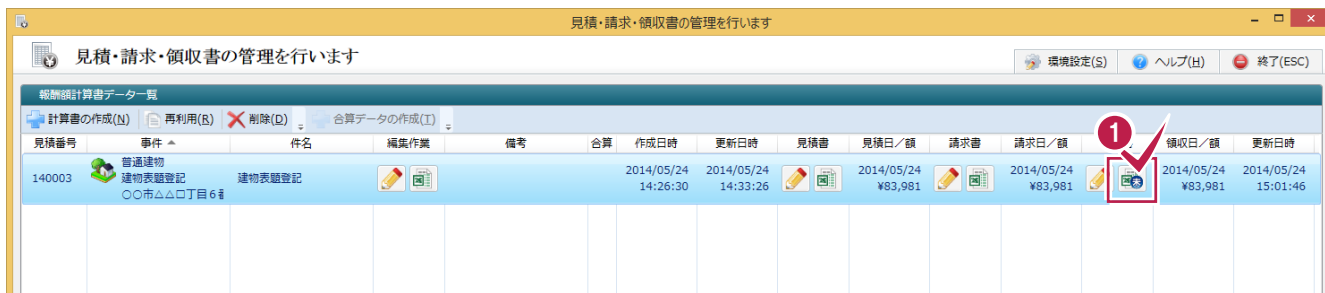 見積・請求・領収書の管理を行います
見積・請求・領収書の管理を行います
環境設定(S) ヘルプ(H) 終了(ESC)
報酬額計算書データ一覧
計算書の作成(N) 再利用(R) 削除(D) 合算データの作成(I)
見積番号 事件 件名 編集作業 備考 合算 作成日時 更新日時 見積書 見積日/額 請求書 請求日/額 領収日/額 更新日時
1
普通建物
140003 建物表題登記 建物表題登記
○○市△△□丁目6番
2014/05/24 2014/05/24 2014/05/24 2014/05/24 2014/05/24 2014/05/24
14:26:30 14:33:26 ¥83,981 ¥83,981 未 ¥83,981 15:01:46